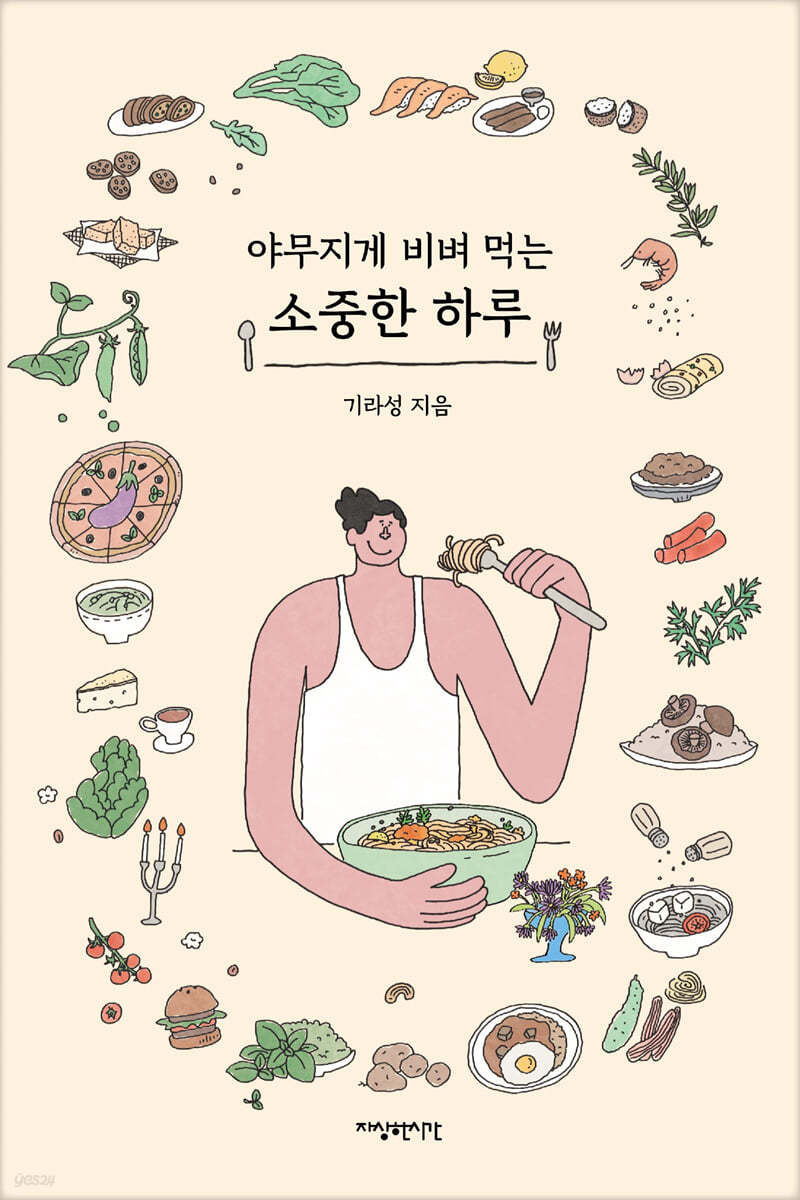 야무지게 비벼 먹는
소중한 하루
기라성 지음
자상한시간
yes24